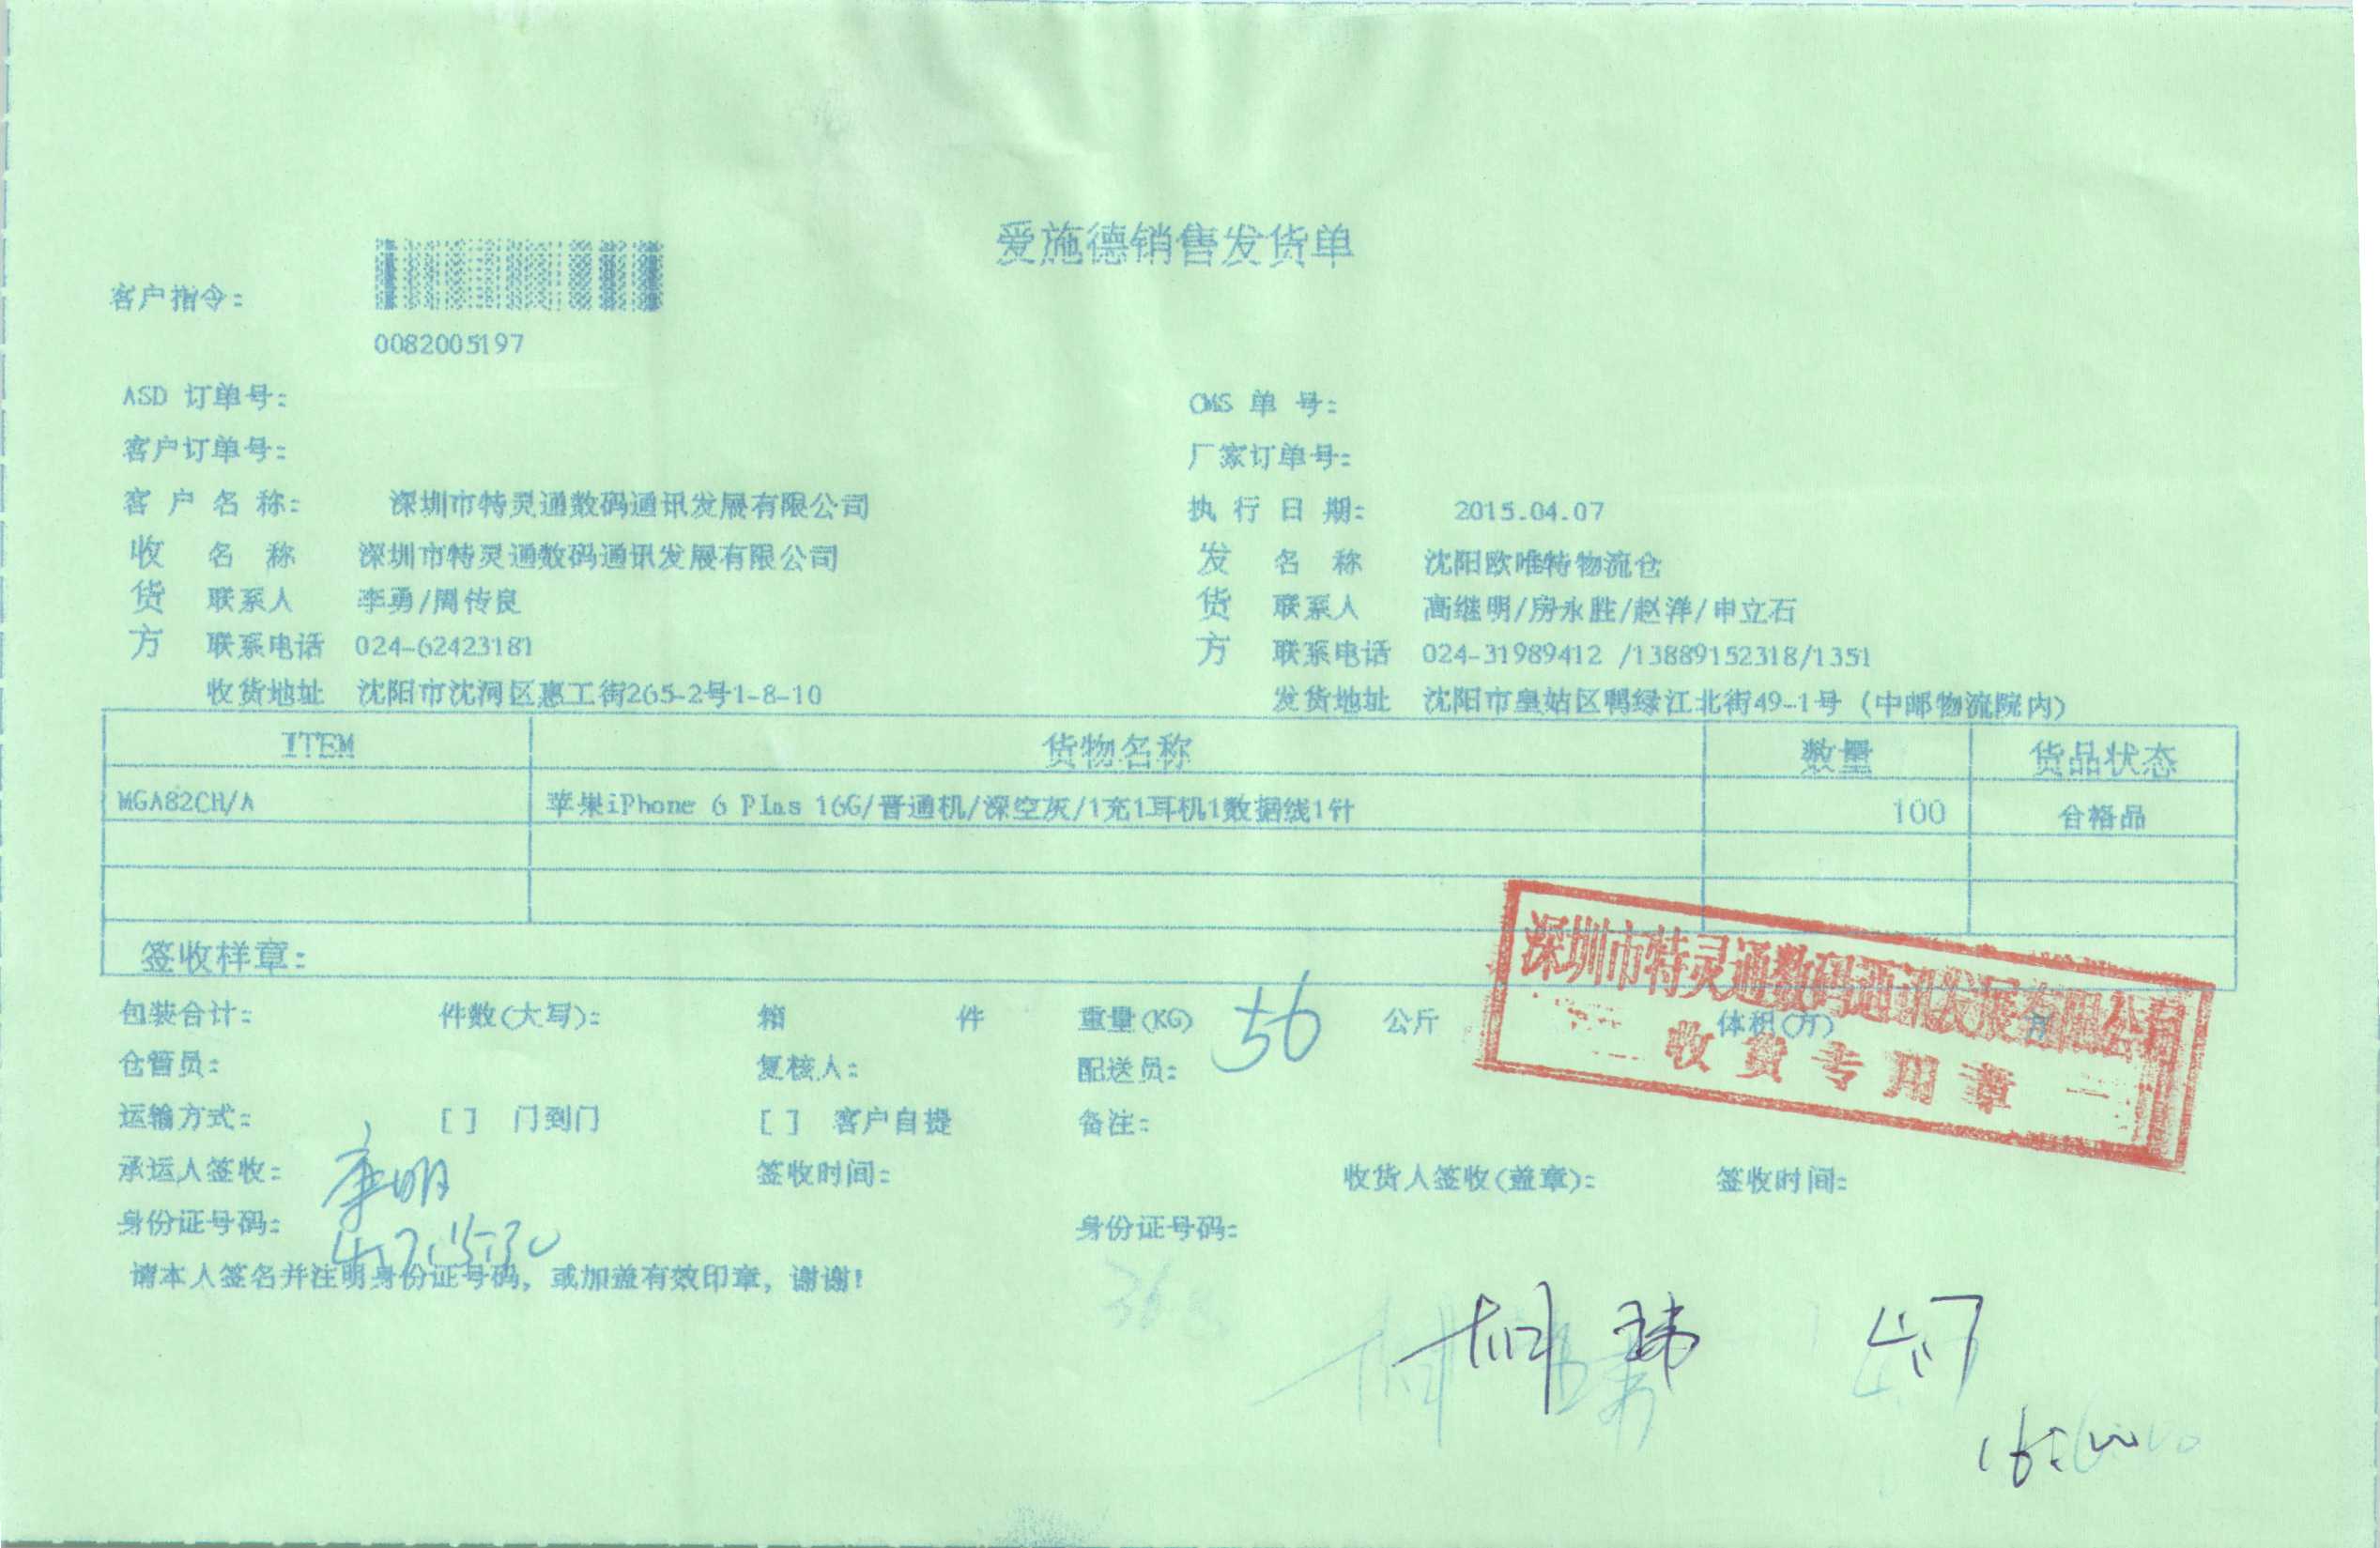 爱施德销售发货单
客户指令:
0082005197
ASD 订单号: OMS 单 号:
客户订单号: 厂家订单号:
客 户 名 称: 深圳市特灵通数码通讯发展有限公司 执 行 日 期: 2015.04.07
收货方 名 称 深圳市特灵通数码通讯发展有限公司 发货方 名 称 沈阳欧唯特物流仓
联系人 李勇/周传良 联系人 高继明/房永胜/赵洋/申立石
联系电话 024-62423181 联系电话 024-31989412 /13889152318/1351
收货地址 沈阳市沈河区惠工街265-2号1-8-10 发货地址 沈阳市皇姑区鸭绿江北街49-1号 (中邮物流院内)
ITEM 货物名称 数量 货品状态
MGA82CH/A 苹果iPhone 6 Plus 16G/普通机/深空灰/1充1耳机1数据线1针 100 合格品
签收样章:
深圳市特灵通数码通讯发展有限公司
收货专用章
包装合计: 件数(大写): 箱 件 重量(KG) 56 公斤 体积(方) 方
仓管员: 复核人: 配送员:
运输方式: [ ] 门到门 [ ] 客户自提 备注:
承运人签收: 签收时间: 收货人签收(盖章): 签收时间:
身份证号码: 4.7 15:30 身份证号码:
请本人签名并注明身份证号码, 或加盖有效印章, 谢谢!
4.7